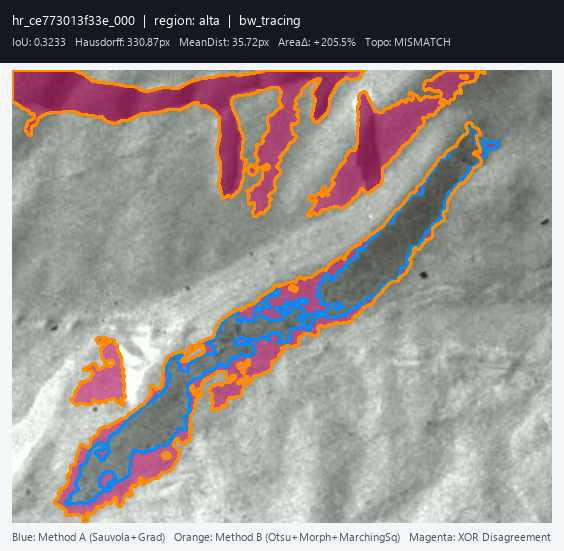 hr_ce773013f33e_000 | region: alta | bw_tracing
IoU: 0.3233 Hausdorff: 330.87px MeanDist: 35.72px AreaΔ: +205.5% Topo: MISMATCH
Blue: Method A (Sauvola+Grad) Orange: Method B (Otsu+Morph+MarchingSq) Magenta: XOR Disagreement